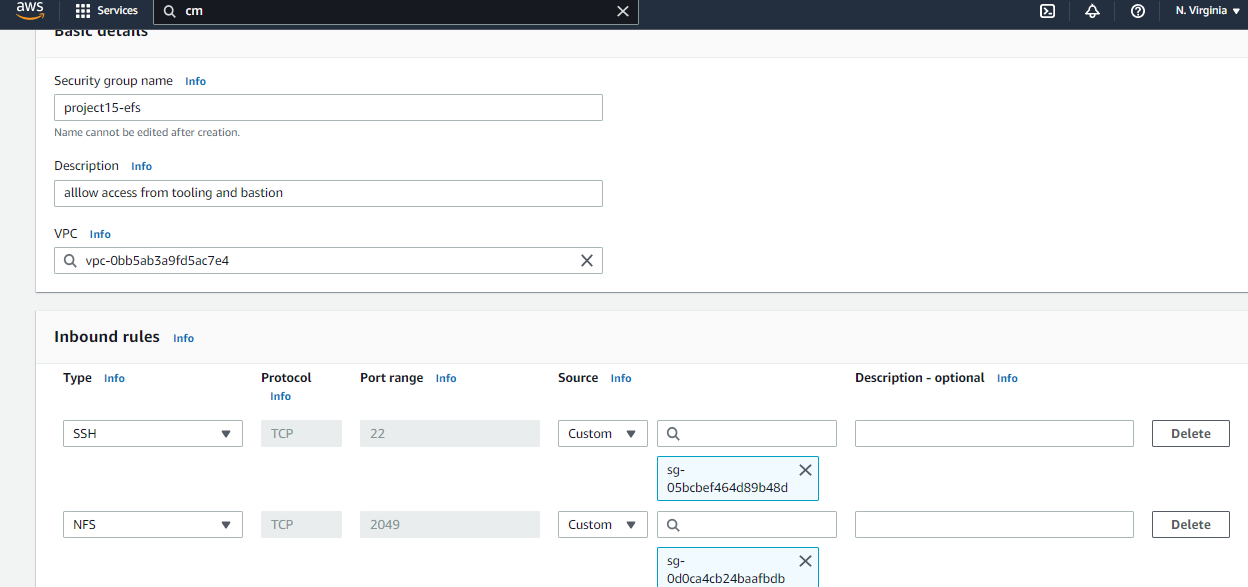 aws Services cm N. Virginia
Basic details
Security group name Info
project15-efs
Name cannot be edited after creation.
Description Info
alllow access from tooling and bastion
VPC Info
vpc-0bb5ab3a9fd5ac7e4
Inbound rules Info
Type Info Protocol Port range Info Source Info Description - optional Info
Info
SSH TCP 22 Custom Delete
sg-
05bcbef464d89b48d
NFS TCP 2049 Custom Delete
sg-
0d0ca4cb24baafbdb